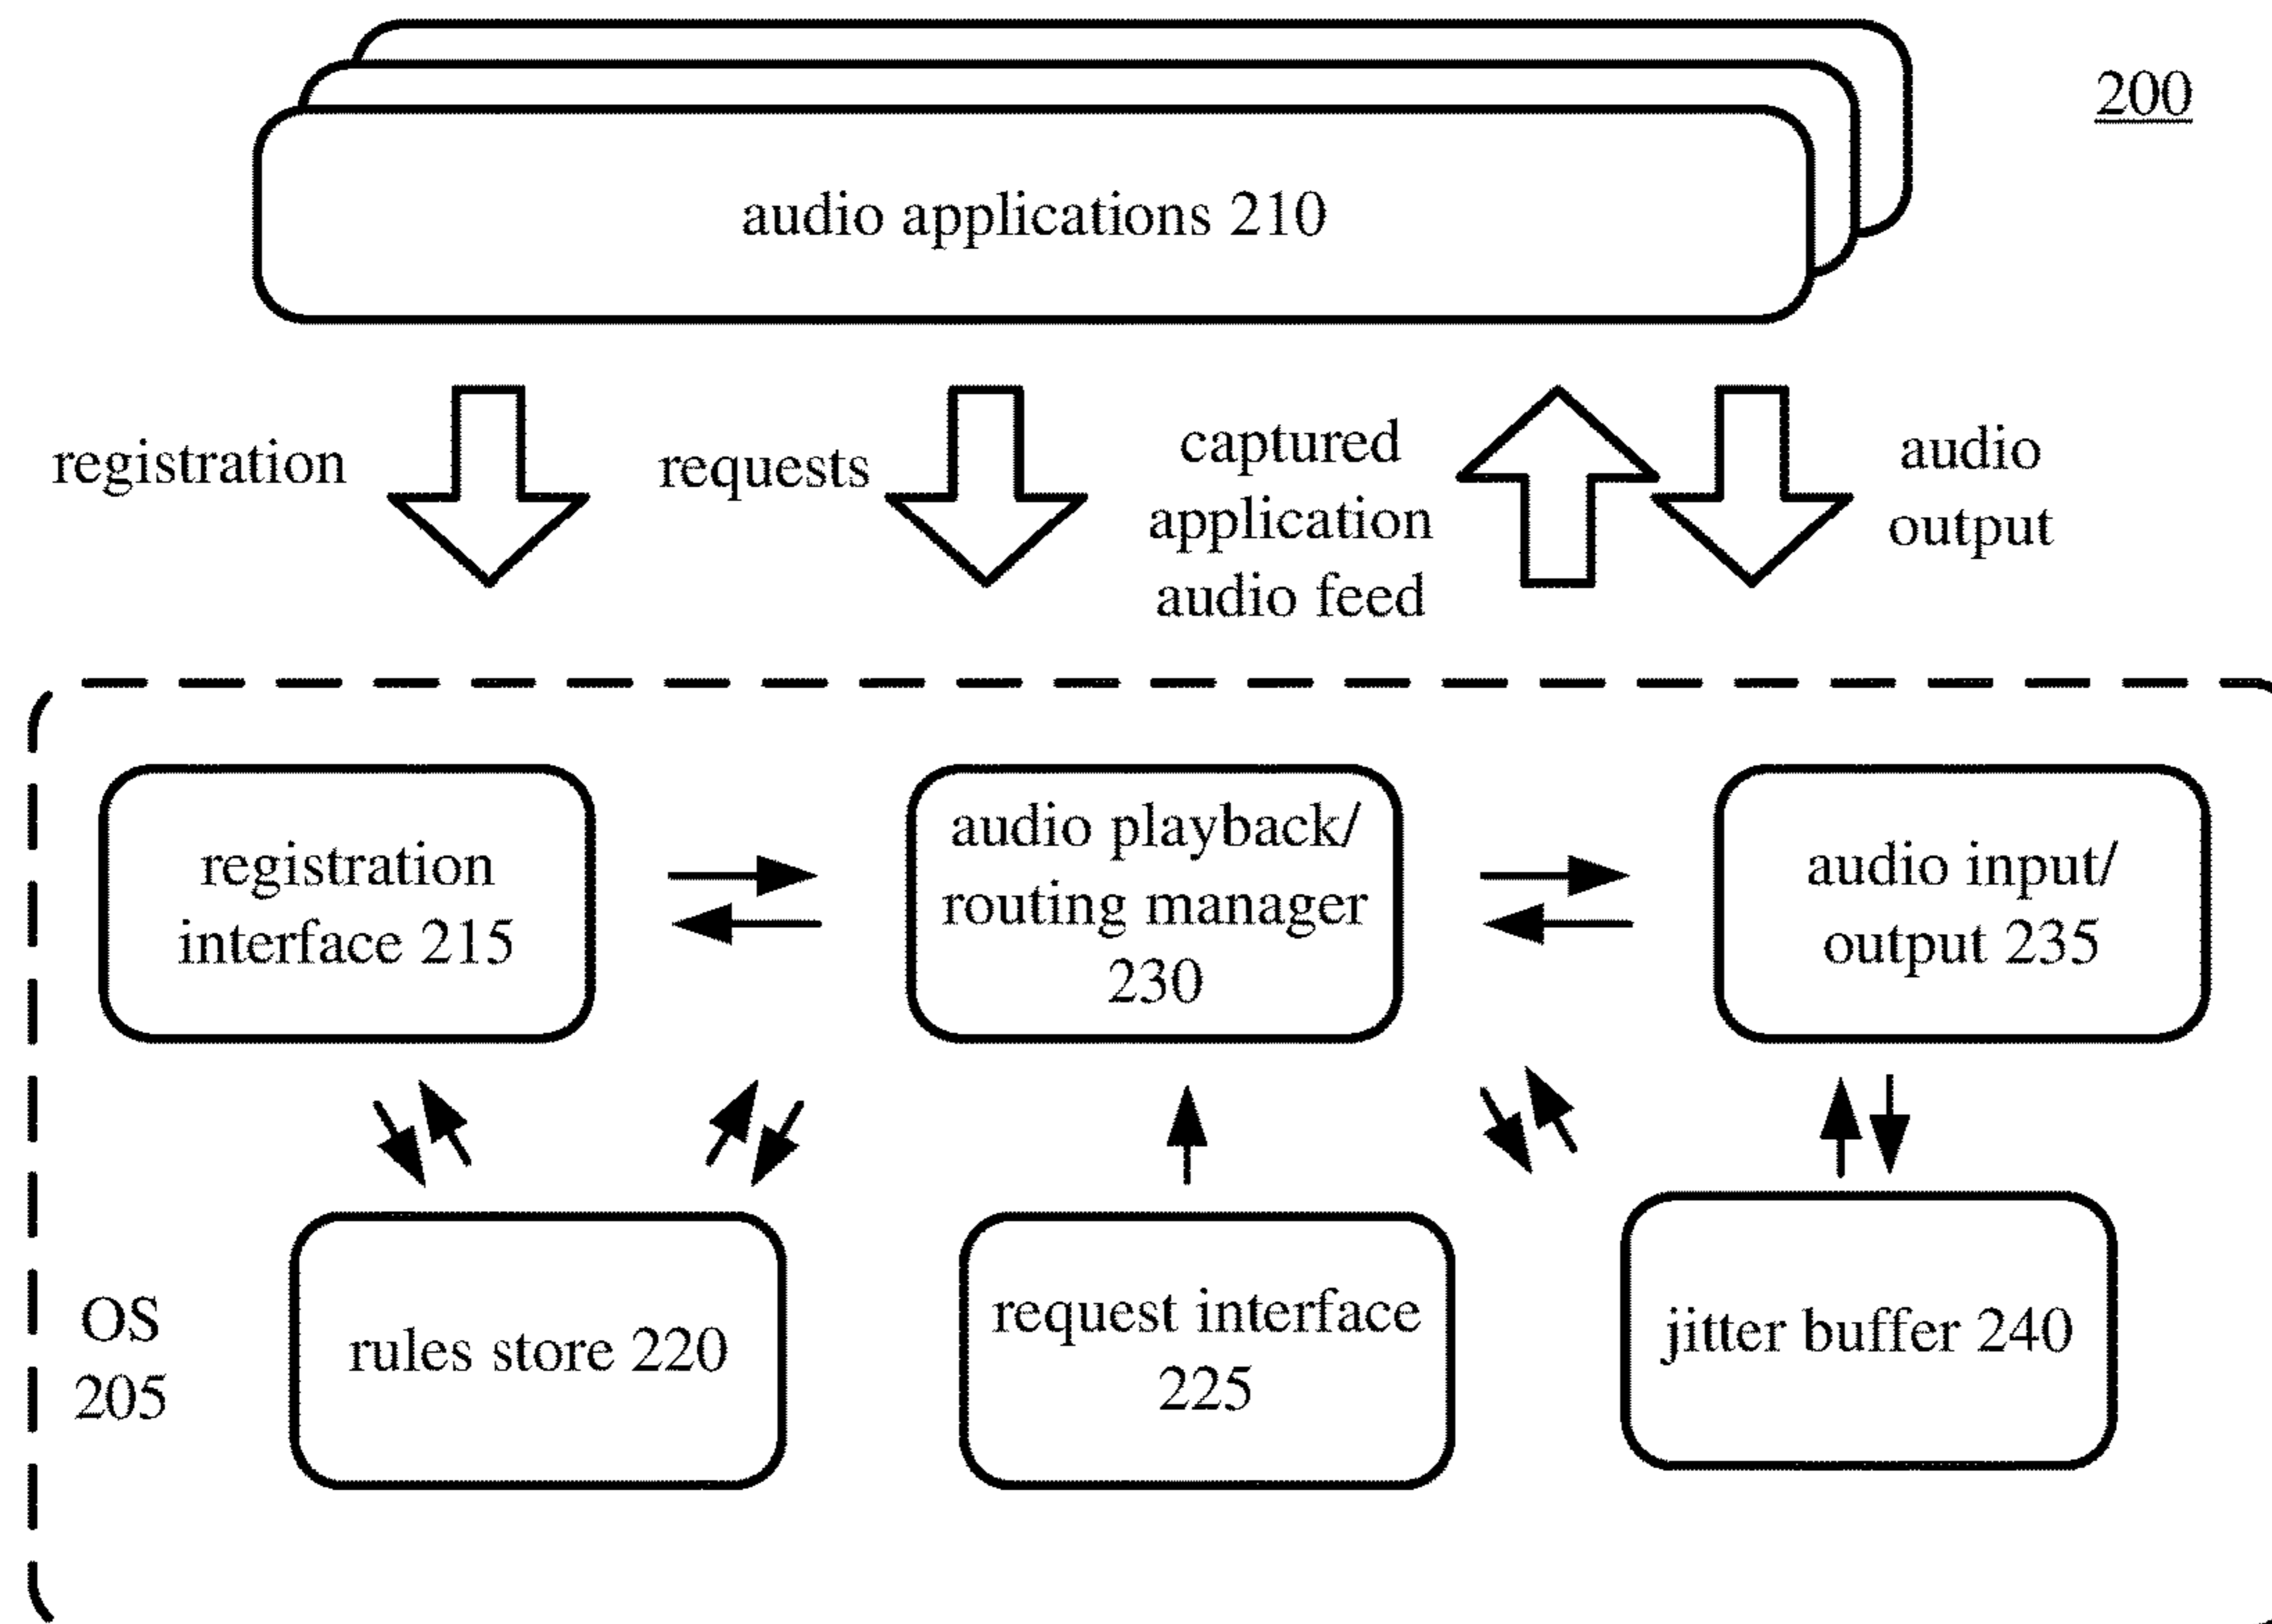 200
audio applications 210
registration
requests
captured
application
audio feed
audio
output
registration
interface 215
audio playback/
routing manager
230
audio input/
output 235
OS
205
rules store 220
request interface
225
jitter buffer 240